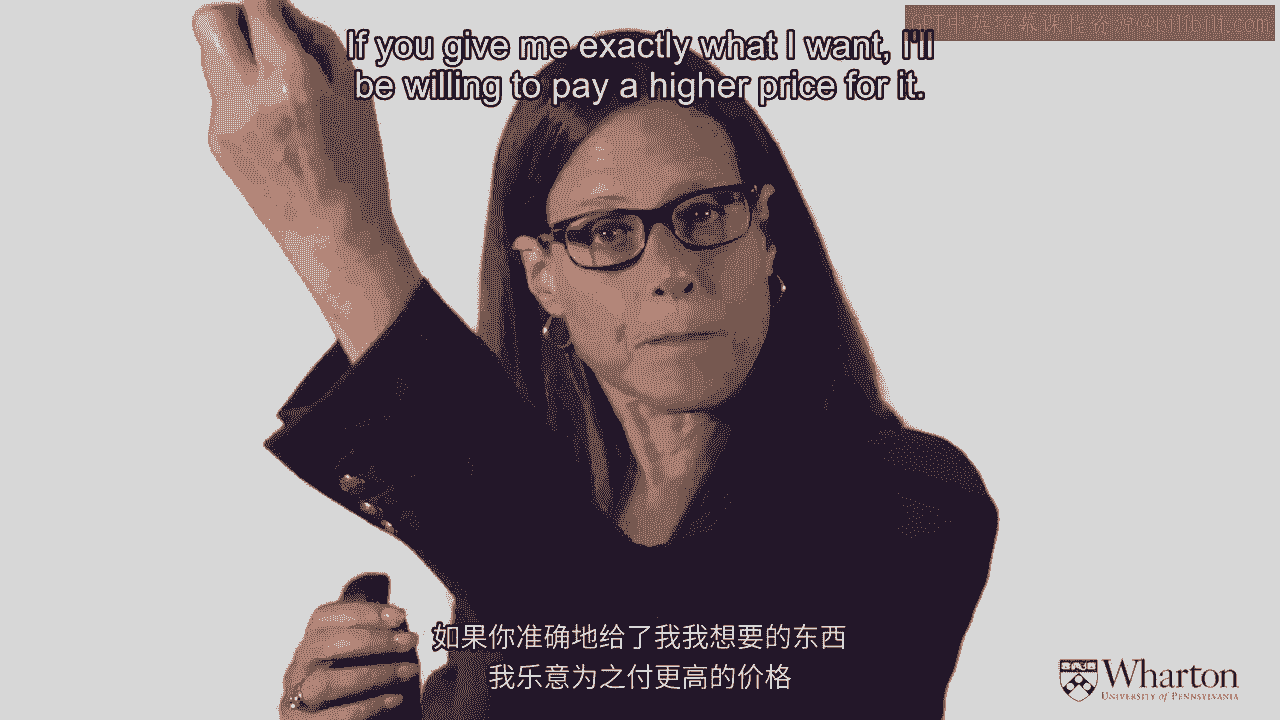 If you give me exactly what I want, I'll
be willing to pay a higher price for it.
如果你准确地给了我我想要的东西
我乐意为之付更高的价格
Wharton
UNIVERSITY of PENNSYLVANIA